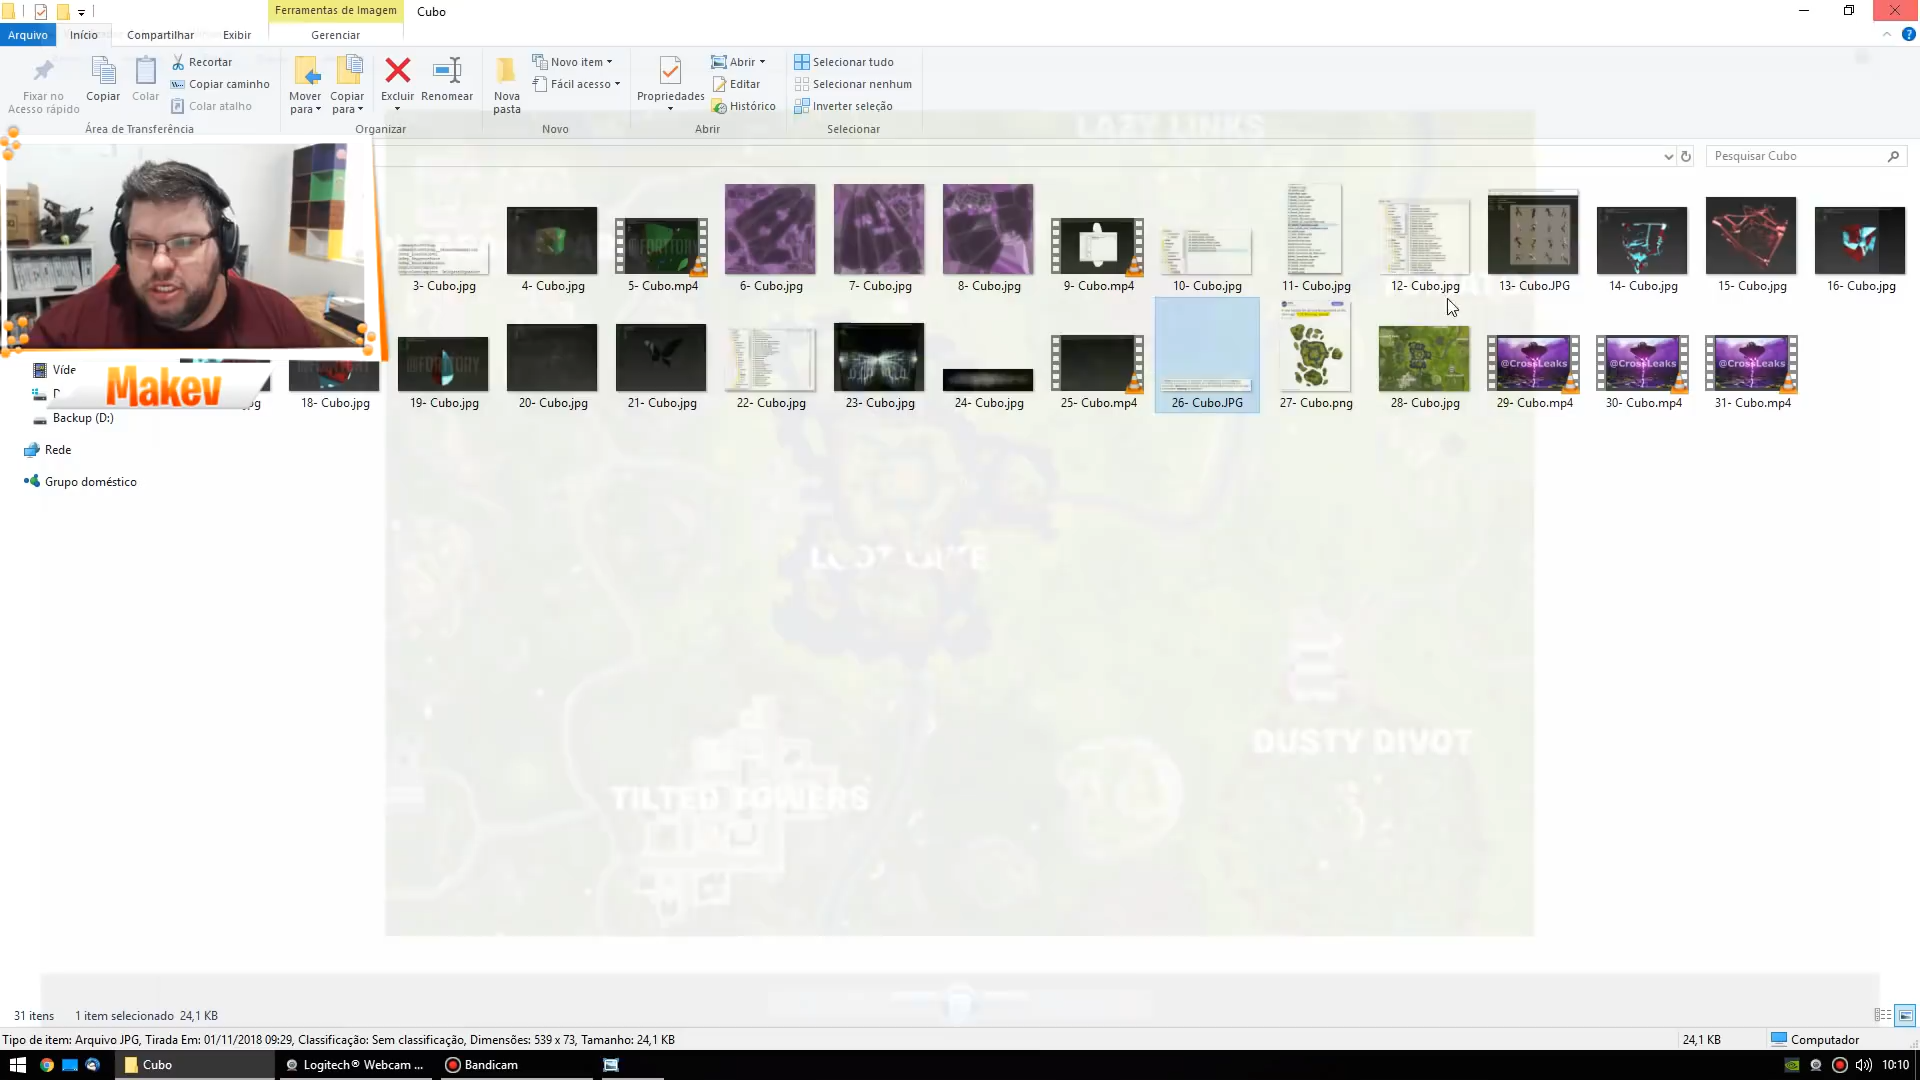 Ferramentas de Imagem
Cubo
Arquivo
Início
Compartilhar
Exibir
Gerenciar
Fixar no Acesso rápido
Copiar
Colar
Recortar
Copiar caminho
Colar atalho
Mover para
Copiar para
Excluir
Renomear
Nova pasta
Novo item
Fácil acesso
Propriedades
Abrir
Editar
Histórico
Selecionar tudo
Selecionar nenhum
Inverter seleção
Área de Transferência
Organizar
Novo
Abrir
Selecionar
LAZY LINKS
Pesquisar Cubo
3- Cubo.jpg
4- Cubo.jpg
5- Cubo.mp4
6- Cubo.jpg
7- Cubo.jpg
8- Cubo.jpg
9- Cubo.mp4
10- Cubo.jpg
11- Cubo.jpg
12- Cubo.jpg
13- Cubo.JPG
14- Cubo.jpg
15- Cubo.jpg
16- Cubo.jpg
@CrossLeaks
@CrossLeaks
@CrossLeaks
Makev
18- Cubo.jpg
19- Cubo.jpg
20- Cubo.jpg
21- Cubo.jpg
22- Cubo.jpg
23- Cubo.jpg
24- Cubo.jpg
25- Cubo.mp4
26- Cubo.JPG
27- Cubo.png
28- Cubo.jpg
29- Cubo.mp4
30- Cubo.mp4
31- Cubo.mp4
Backup (D:)
Rede
Grupo doméstico
DUSTY DIVOT
TILTED TOWERS
31 itens
1 item selecionado 24,1 KB
Tipo de item: Arquivo JPG, Tirada Em: 01/11/2018 09:29, Classificação: Sem classificação, Dimensões: 539 x 73, Tamanho: 24,1 KB
24,1 KB
Computador
Cubo
Logitech® Webcam ...
Bandicam
10:10